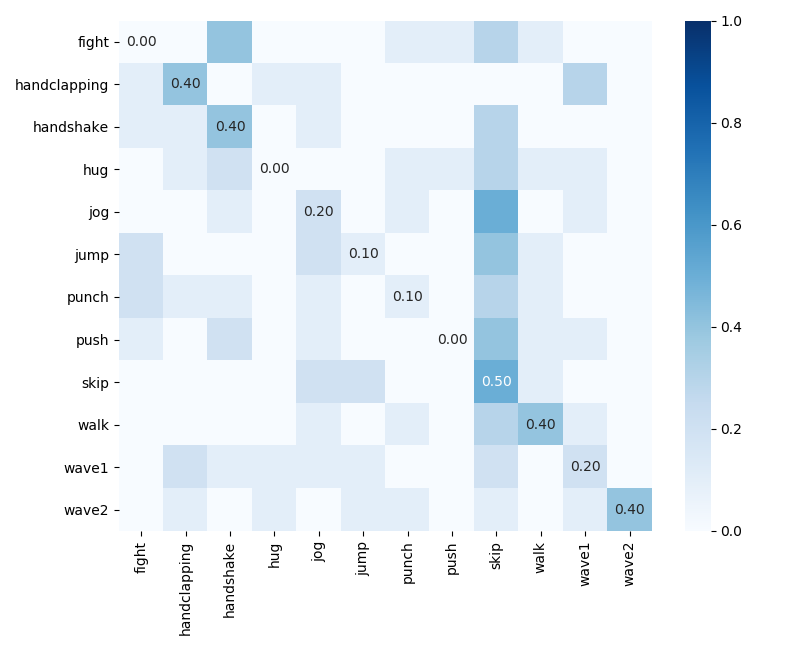 fight 0.00
handclapping 0.40
handshake 0.40
hug 0.00
jog 0.20
jump 0.10
punch 0.10
push 0.00
skip 0.50
walk 0.40
wave1 0.20
wave2 0.40
fight handclapping handshake hug jog jump punch push skip walk wave1 wave2
1.0
0.8
0.6
0.4
0.2
0.0